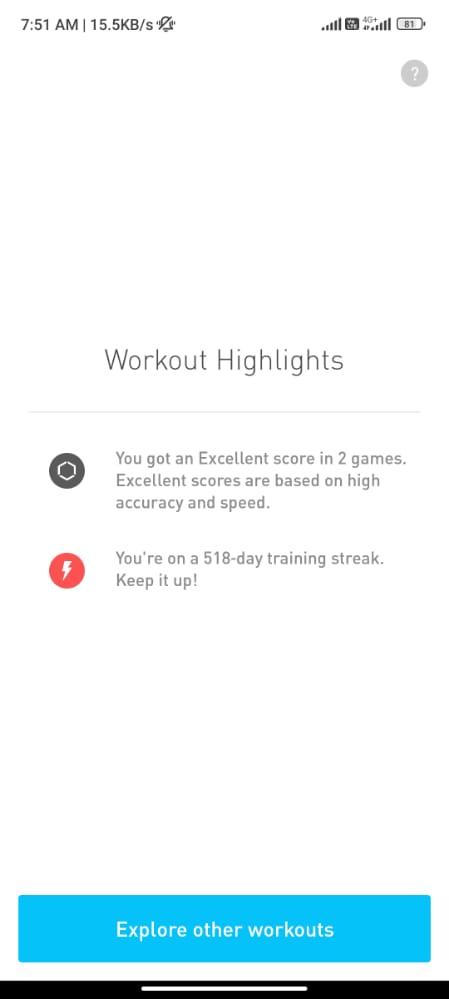 7:51 AM | 15.5KB/s
Vo LTE 4G+ 81
?
Workout Highlights
You got an Excellent score in 2 games.
Excellent scores are based on high
accuracy and speed.
You're on a 518-day training streak.
Keep it up!
Explore other workouts